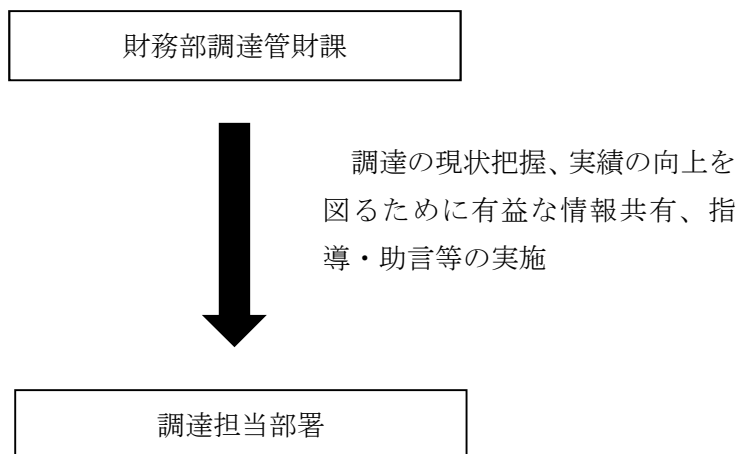 財務部調達管財課
調達の現状把握、実績の向上を
図るために有益な情報共有、指
導・助言等の実施
調達担当部署